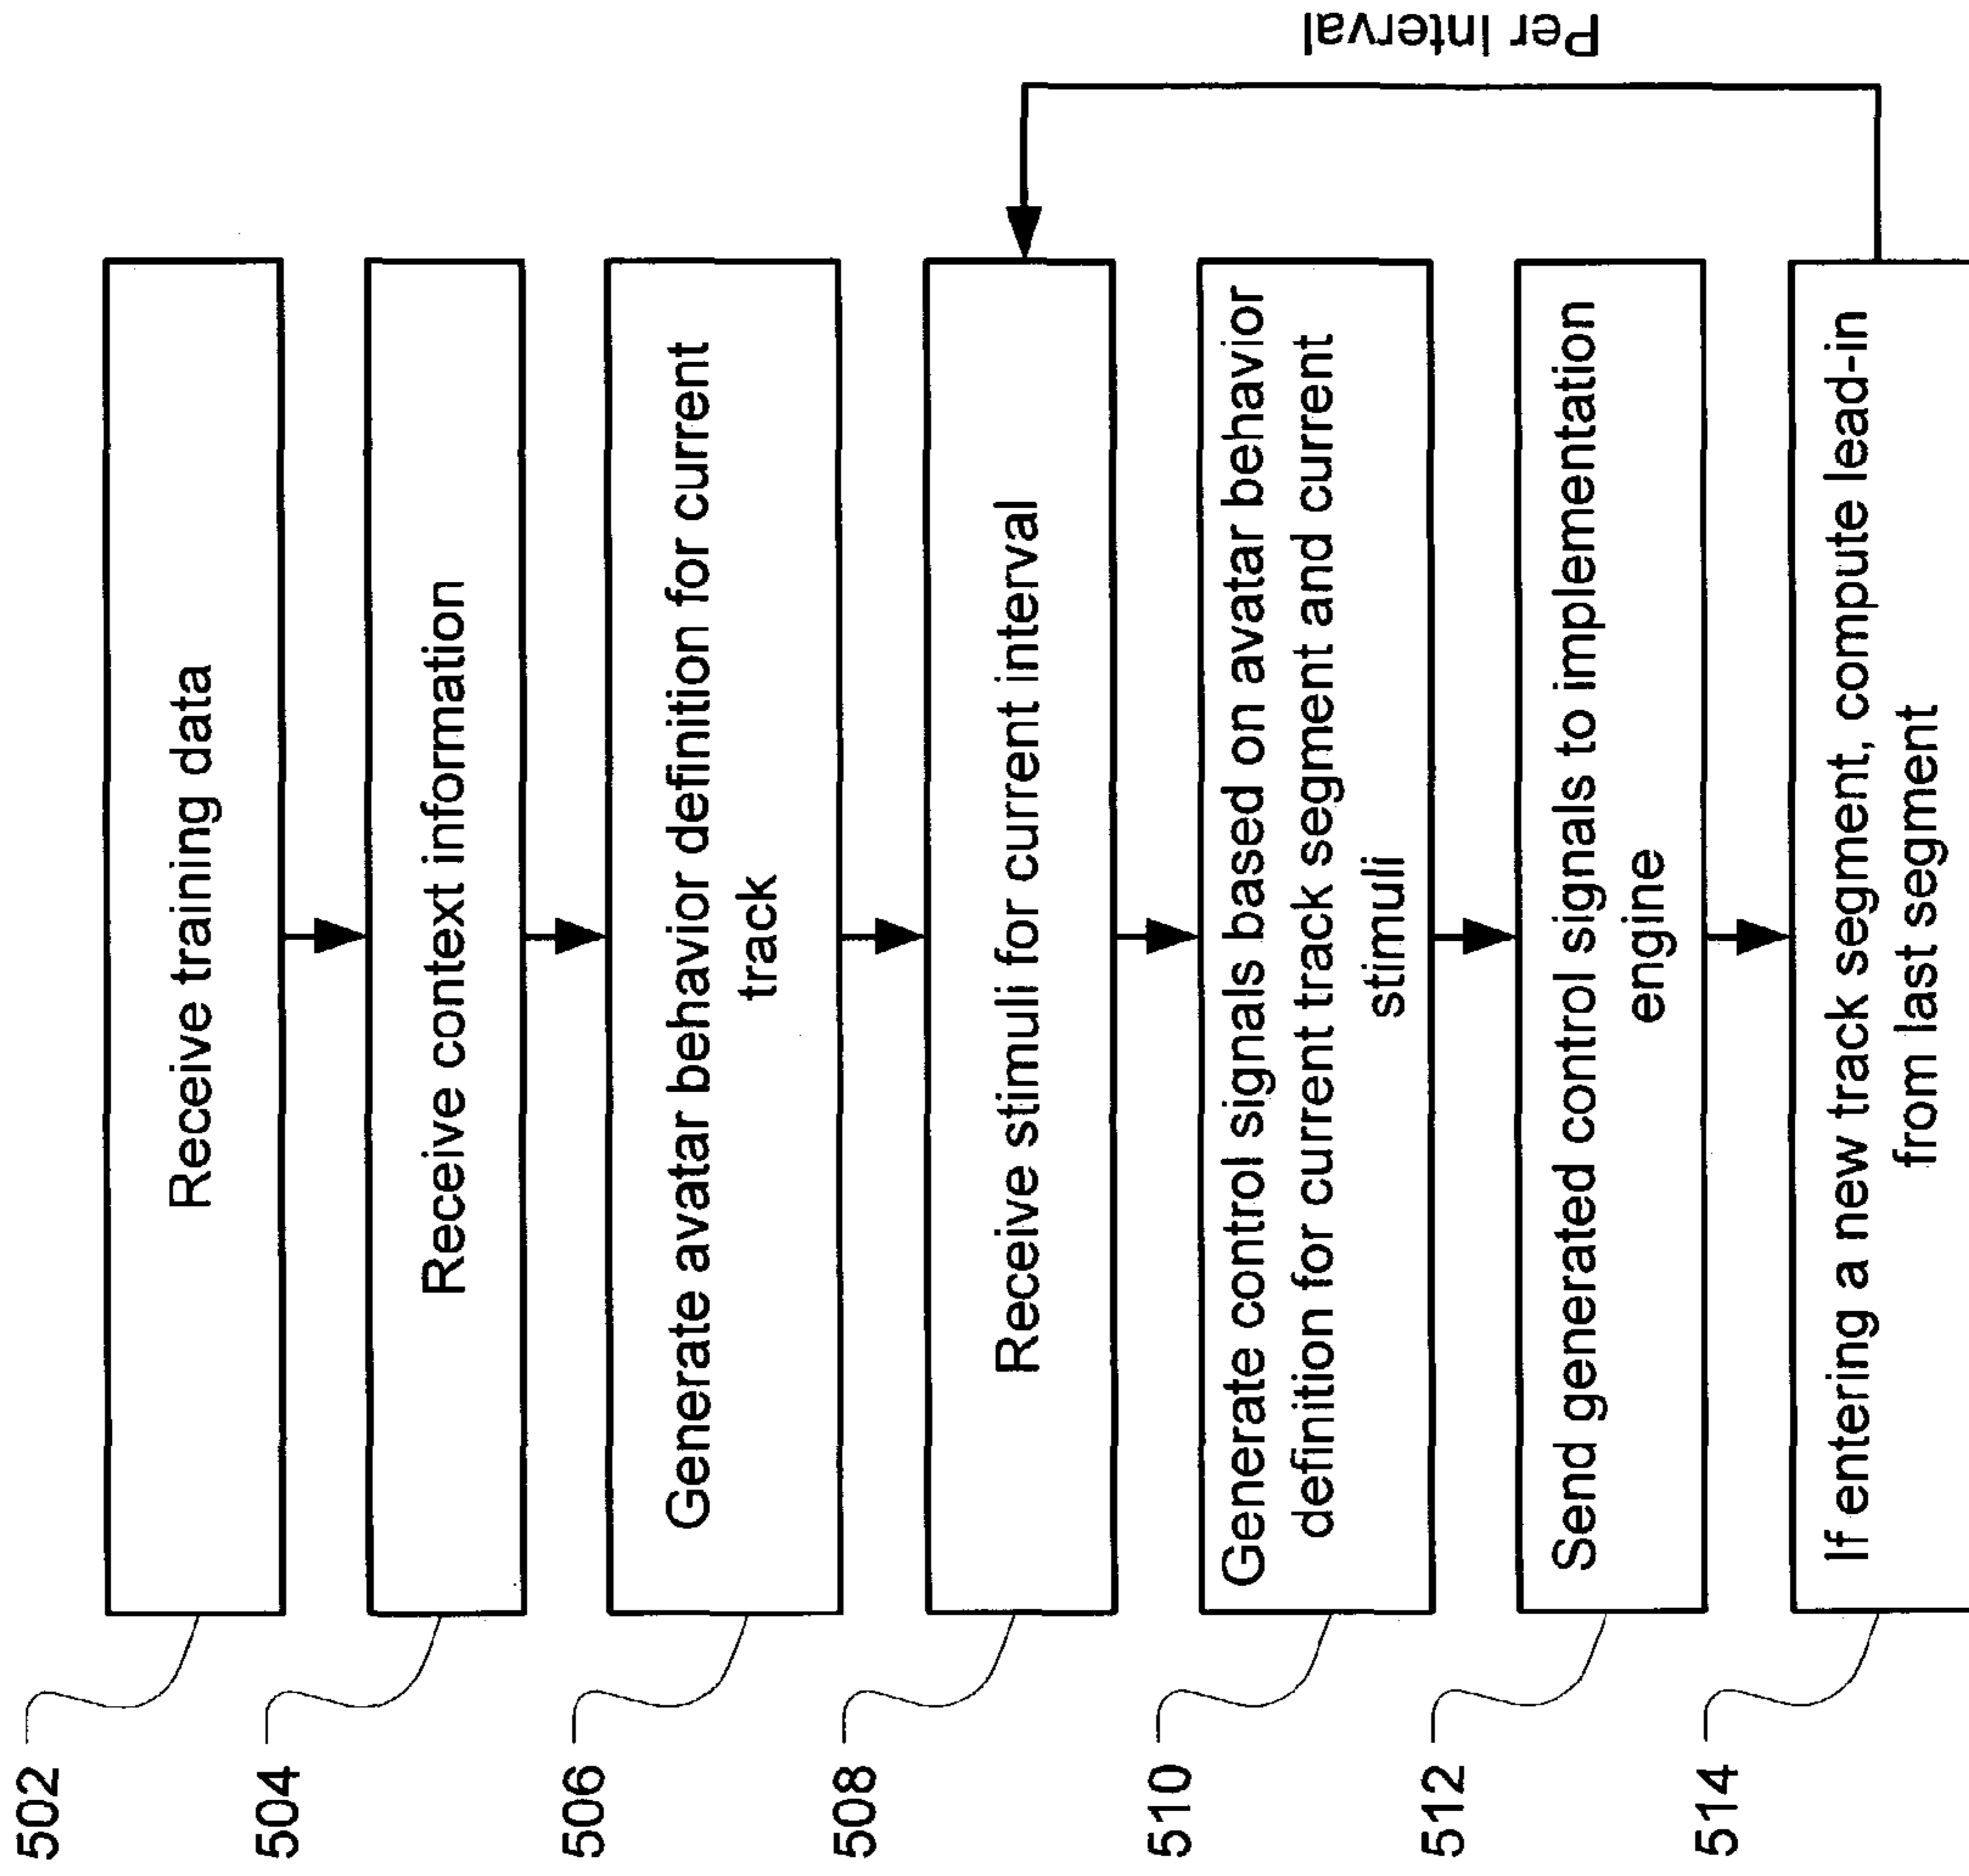 502
Receive training data
504
Receive context information
506
Generate avatar behavior definition for current
track
508
Receive stimuli for current interval
510
Generate control signals based on avatar behavior
definition for current track segment and current
stimuli
512
Send generated control signals to implementation
engine
514
If entering a new track segment, compute lead-in
from last segment
Per Interval